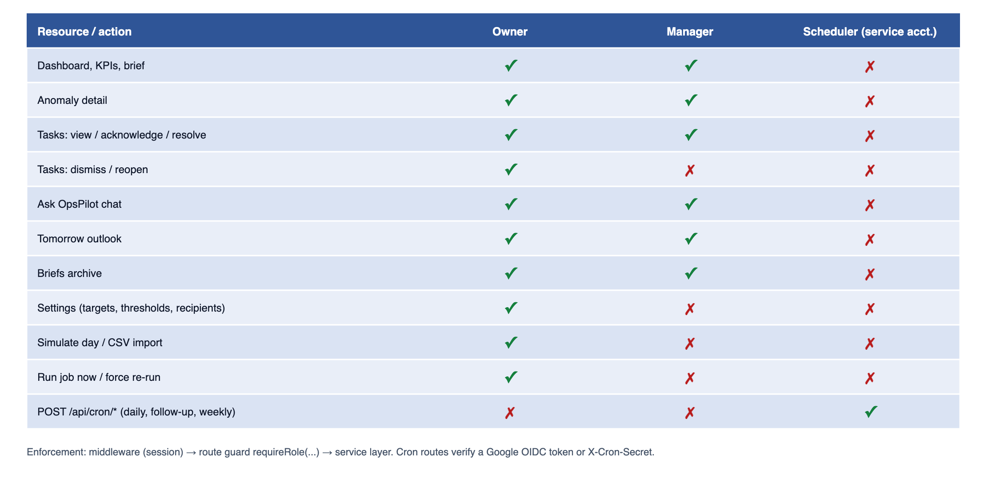 Resource / action Owner Manager Scheduler (service acct.)
Dashboard, KPIs, brief ✓ ✓ ✗
Anomaly detail ✓ ✓ ✗
Tasks: view / acknowledge / resolve ✓ ✓ ✗
Tasks: dismiss / reopen ✓ ✗ ✗
Ask OpsPilot chat ✓ ✓ ✗
Tomorrow outlook ✓ ✓ ✗
Briefs archive ✓ ✓ ✗
Settings (targets, thresholds, recipients) ✓ ✗ ✗
Simulate day / CSV import ✓ ✗ ✗
Run job now / force re-run ✓ ✗ ✗
POST /api/cron/* (daily, follow-up, weekly) ✗ ✗ ✓
Enforcement: middleware (session) → route guard requireRole(...) → service layer. Cron routes verify a Google OIDC token or X-Cron-Secret.